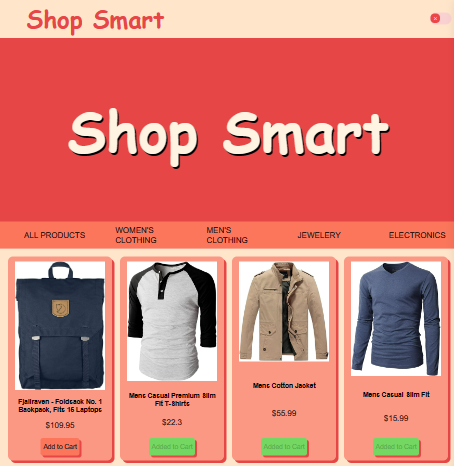 Shop Smart
Shop Smart
ALL PRODUCTS
WOMEN'S
CLOTHING
MEN'S
CLOTHING
JEWELERY
ELECTRONICS
Fjallraven - Foldsack No. 1
Backpack, Fits 15 Laptops
$109.95
Add to Cart
Mens Casual Premium Slim
Fit T-Shirts
$22.3
Added to Cart
Mens Cotton Jacket
$55.99
Added to Cart
Mens Casual Slim Fit
$15.99
Added to Cart